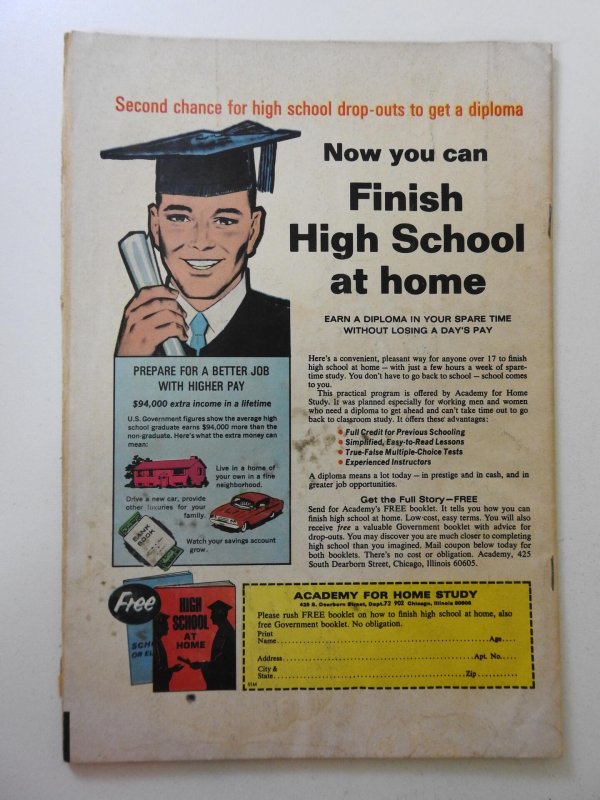 Second chance for high school drop-outs to get a diploma
Now you can
Finish
High School
at home
EARN A DIPLOMA IN YOUR SPARE TIME
WITHOUT LOSING A DAY'S PAY
PREPARE FOR A BETTER JOB
WITH HIGHER PAY
$94,000 extra income in a lifetime
U.S. Government figures show the average high
school graduate earns $94,000 more than the
non-graduate. Here's what the extra money can
mean:
Live in a home of
your own in a fine
neighborhood.
Drive a new car, provide
other luxuries for your
family.
BANK
BOOK
Watch your savings account
grow.
Here's a convenient, pleasant way for anyone over 17 to finish
high school at home — with just a few hours a week of spare-
time study. You don't have to go back to school — school comes
to you.
This practical program is offered by Academy for Home
Study. It was planned especially for working men and women
who need a diploma to get ahead and can't take time out to go
back to classroom study. It offers these advantages:
• Full Credit for Previous Schooling
• Simplified, Easy-to-Read Lessons
• True-False Multiple-Choice Tests
• Experienced Instructors
A diploma means a lot today — in prestige and in cash, and in
greater job opportunities.
Get the Full Story—FREE
Send for Academy's FREE booklet. It tells you how you can
finish high school at home. Low cost, easy terms. You will also
receive free a valuable Government booklet with advice for
drop-outs. You may discover you are much closer to completing
high school than you imagined. Mail coupon below today for
both booklets. There's no cost or obligation. Academy, 425
South Dearborn Street, Chicago, Illinois 60605.
Free
SCH
OR EL
HIGH
SCHOOL
AT
HOME
ACADEMY FOR HOME STUDY
425 S. Dearborn Street, Dept.72 902 Chicago, Illinois 60605
Please rush FREE booklet on how to finish high school at home, also
free Government booklet. No obligation.
Print
Name Age
Address Apt. No.
City &
State Zip